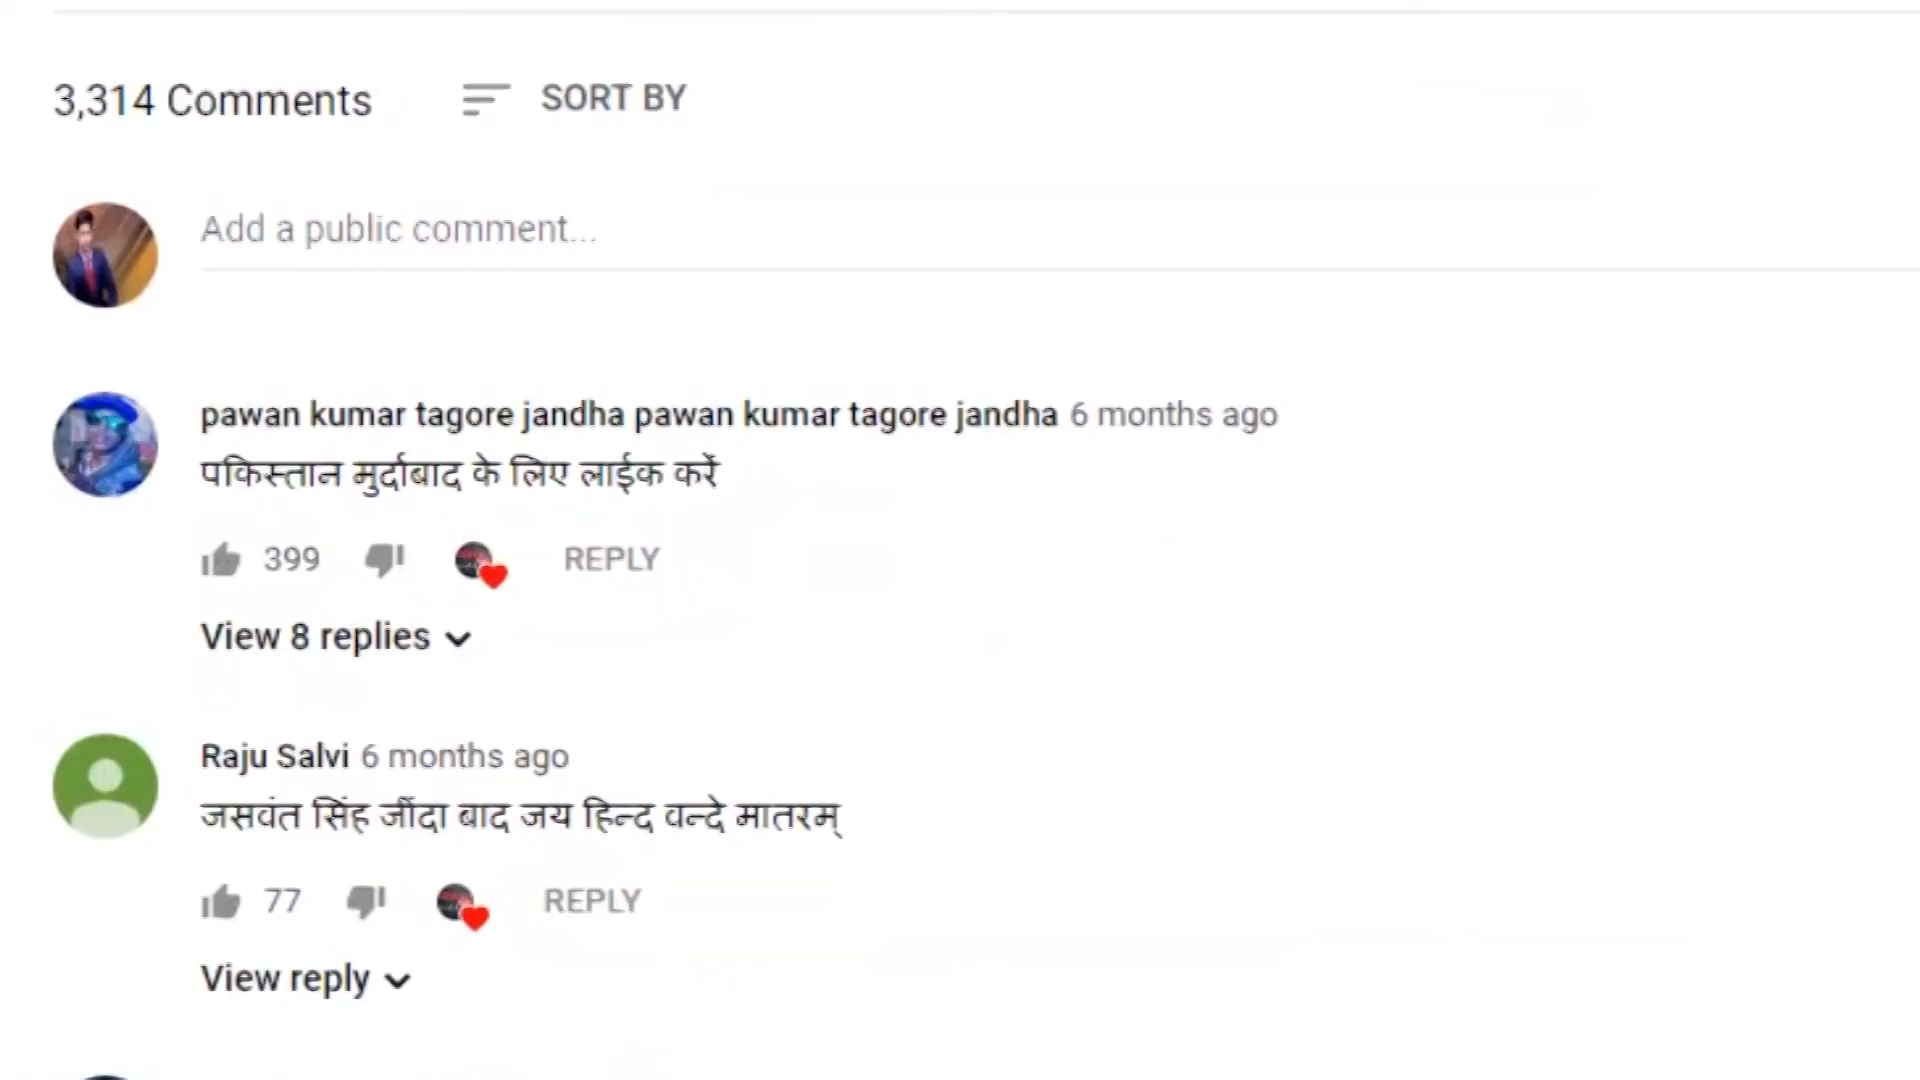 3,314 Comments SORT BY
Add a public comment...
pawan kumar tagore jandha pawan kumar tagore jandha 6 months ago
पकिस्तान मुर्दाबाद के लिए लाईक करें
399 REPLY
View 8 replies
Raju Salvi 6 months ago
जसवंत सिंह जींदा बाद जय हिन्द वन्दे मातरम्
77 REPLY
View reply